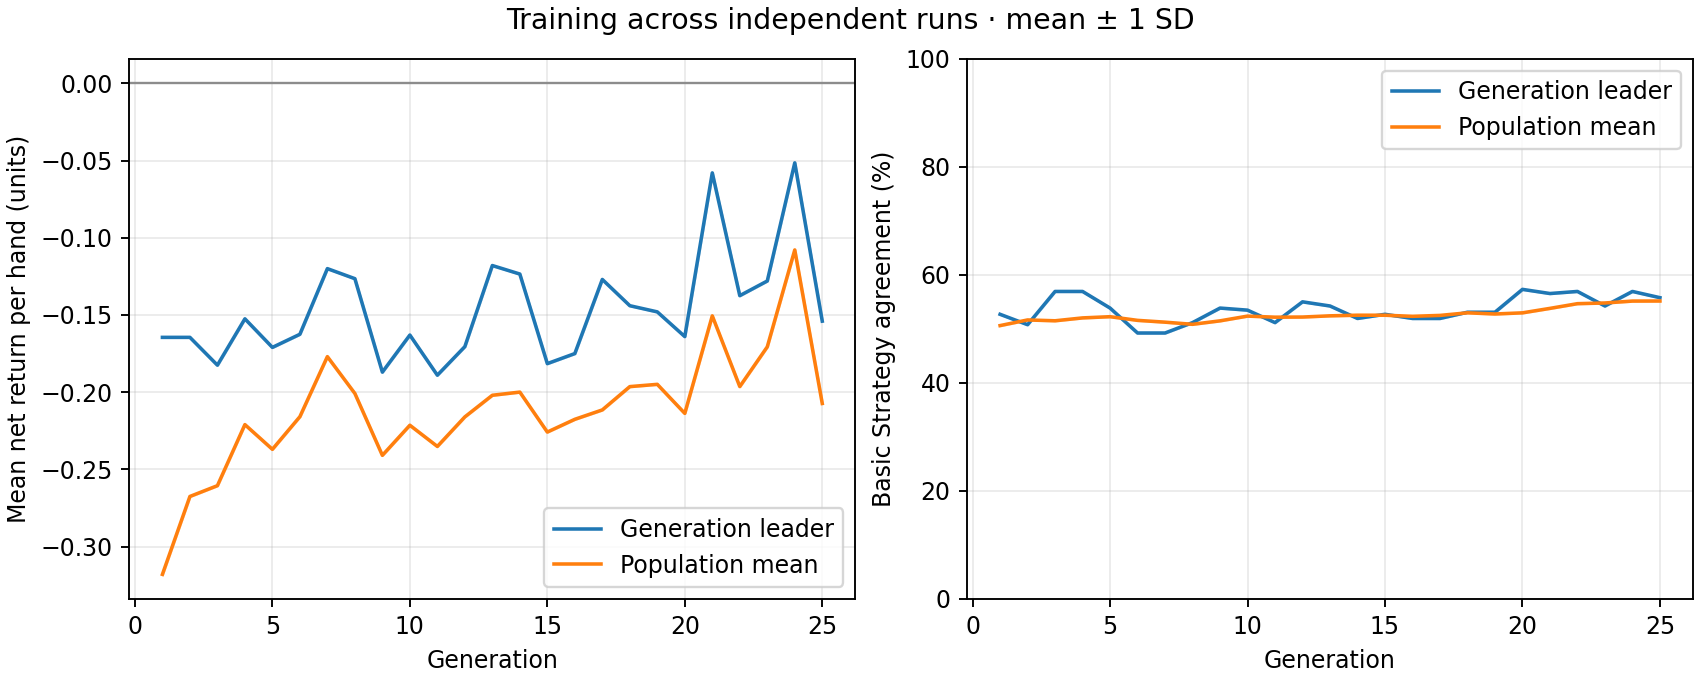 Training across independent runs · mean ± 1 SD
Mean net return per hand (units)
0.00
−0.05
−0.10
−0.15
−0.20
−0.25
−0.30
Generation leader
Population mean
0 5 10 15 20 25
Generation
Basic Strategy agreement (%)
100
80
60
40
20
0
Generation leader
Population mean
0 5 10 15 20 25
Generation